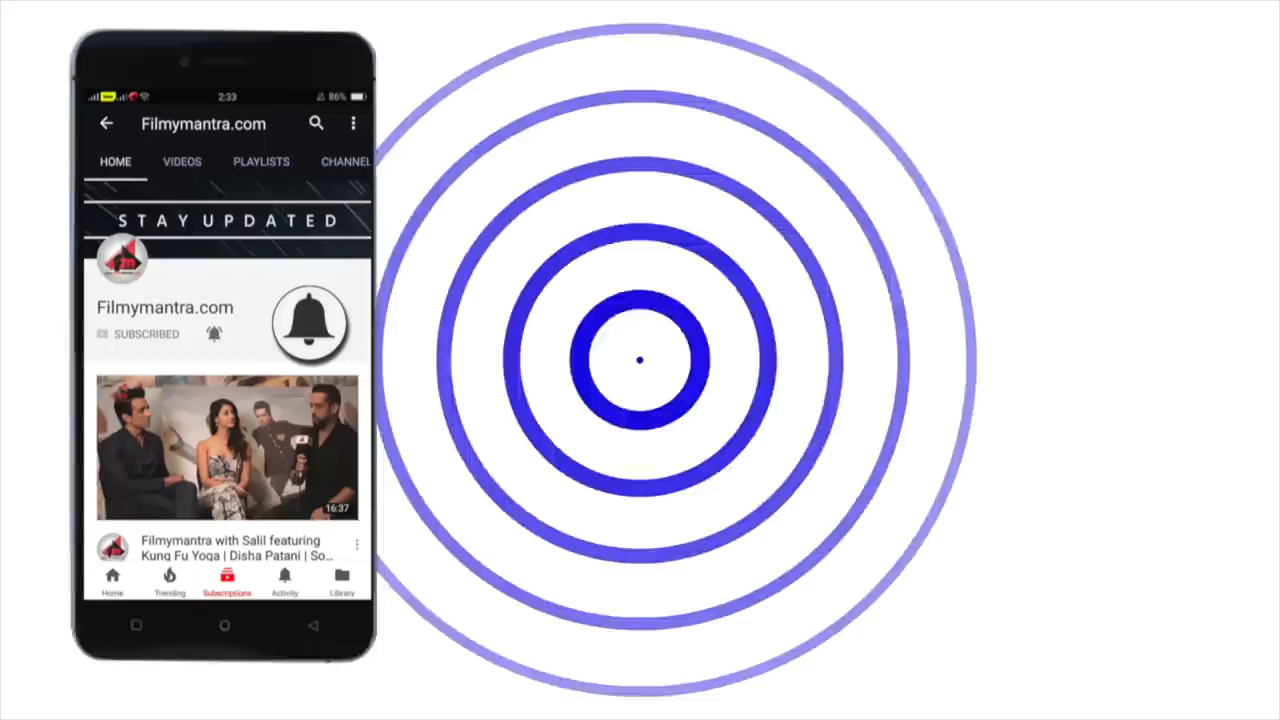 2:33
86%
Filmymantra.com
HOME VIDEOS PLAYLISTS CHANNEL
STAY UPDATED
Filmymantra.com
SUBSCRIBED
16:37
Filmymantra with Salil featuring
Kung Fu Yoga | Disha Patani | So...
Home Trending Subscriptions Activity Library